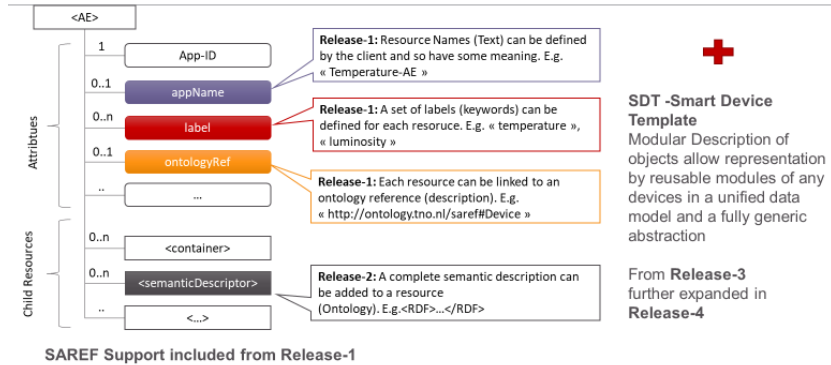 <AE>
Attribtues
1
App-ID
0..1
appName
0..n
label
0..1
ontologyRef
..
...
Child Resources
0..n
<container>
0..n
<semanticDescriptor>
..
<...>
Release-1: Resource Names (Text) can be defined
by the client and so have some meaning. E.g.
« Temperature-AE »
Release-1: A set of labels (keywords) can be
defined for each resoruce. E.g. « temperature »,
« luminosity »
Release-1: Each resource can be linked to an
ontology reference (description). E.g.
« http://ontology.tno.nl/saref#Device »
Release-2: A complete semantic description can
be added to a resource
(Ontology). E.g.<RDF>...</RDF>
SDT -Smart Device
Template
Modular Description of
objects allow representation
by reusable modules of any
devices in a unified data
model and a fully generic
abstraction
From Release-3
further expanded in
Release-4
SAREF Support included from Release-1